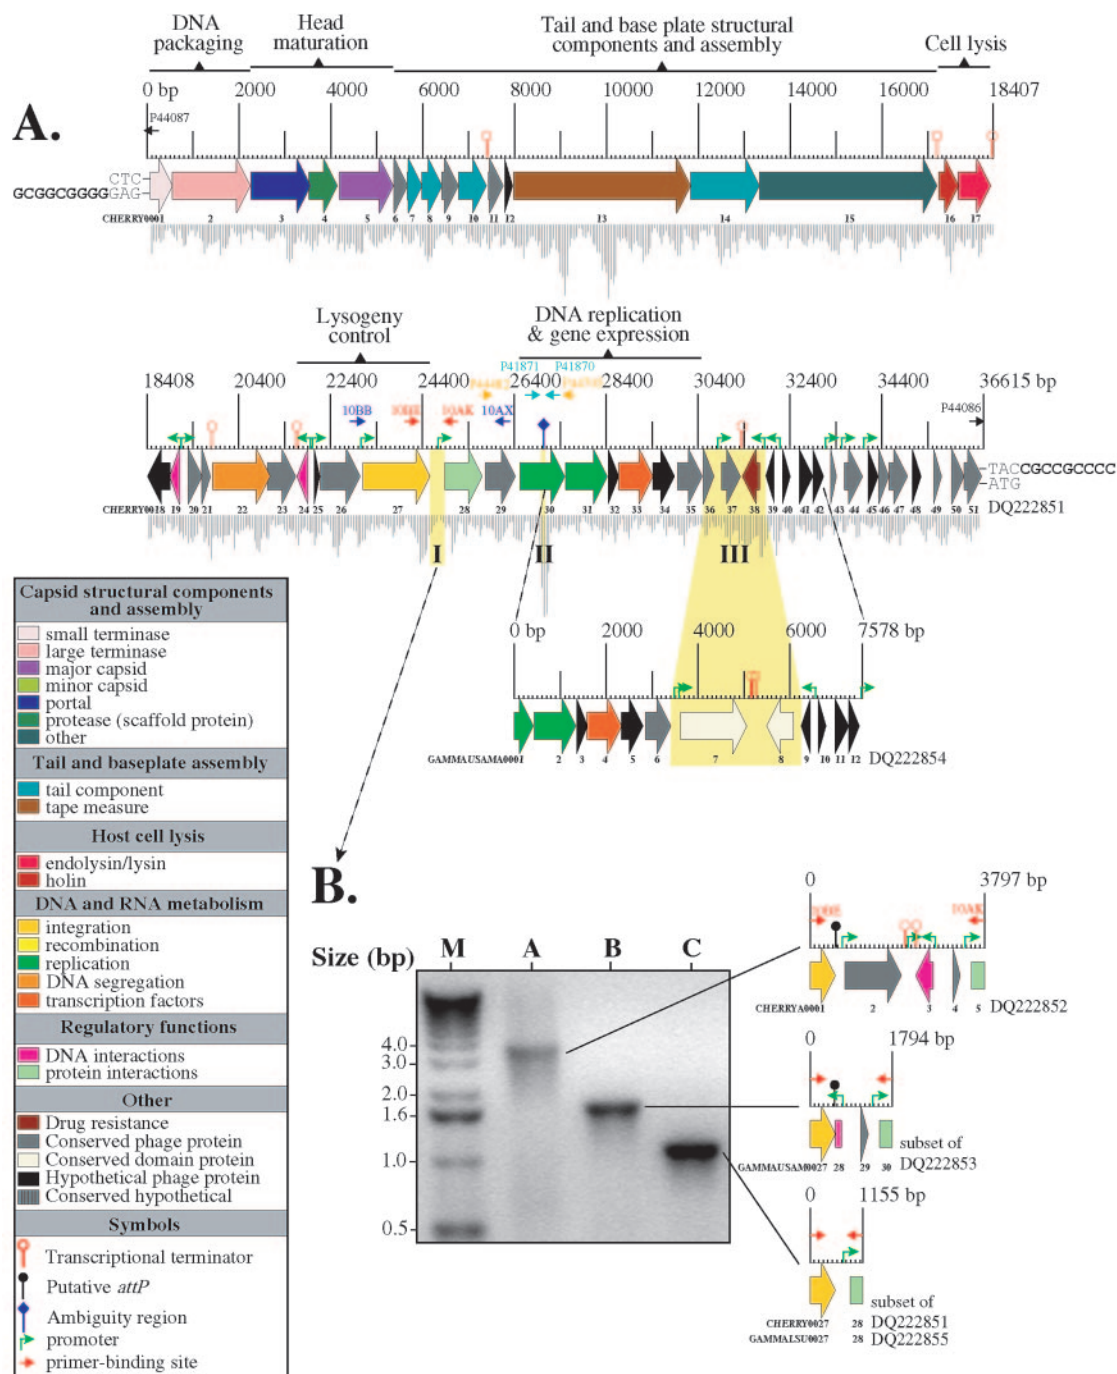 A.
DNA packaging
Head maturation
Tail and base plate structural components and assembly
Cell lysis
0 bp 2000 4000 6000 8000 10000 12000 14000 16000 18407
P44087
CTC
GCGGCGGGGGAG
CHERRY0001 2 3 4 5 6 7 8 9 10 11 12 13 14 15 16 17
Lysogeny control
DNA replication & gene expression
P41871 P41870
18408 20400 22400 24400 26400 28400 30400 32400 34400 36615 bp
10BB 10AK 10AX
P44086
TACCGCCGCCCC
ATG
DQ222851
CHERRY0018 19 20 21 22 24 25 26 27 28 29 30 31 32 33 34 35 36 37 38 39 40 41 42 43 44 45 46 47 48 49 50 51
I II III
0 bp 2000 4000 6000 7578 bp
GAMMAUSAMA0001 2 3 4 5 6 7 8 9 10 11 12
DQ222854
Capsid structural components and assembly
small terminase
large terminase
major capsid
minor capsid
portal
protease (scaffold protein)
other
Tail and baseplate assembly
tail component
tape measure
Host cell lysis
endolysin/lysin
holin
DNA and RNA metabolism
integration
recombination
replication
DNA segregation
transcription factors
Regulatory functions
DNA interactions
protein interactions
Other
Drug resistance
Conserved phage protein
Conserved domain protein
Hypothetical phage protein
Conserved hypothetical
Symbols
Transcriptional terminator
Putative attP
Ambiguity region
promoter
primer-binding site
B.
Size (bp) M A B C
4.0
3.0
2.0
1.6
1.0
0.5
0 3797 bp
10AK
CHERRYA0001 2 3 4 5 DQ222852
0 1794 bp
GAMMAUSAM0027 28 29 30
subset of
DQ222853
0 1155 bp
subset of
CHERRY0027 28 DQ222851
GAMMALSU0027 28 DQ222855